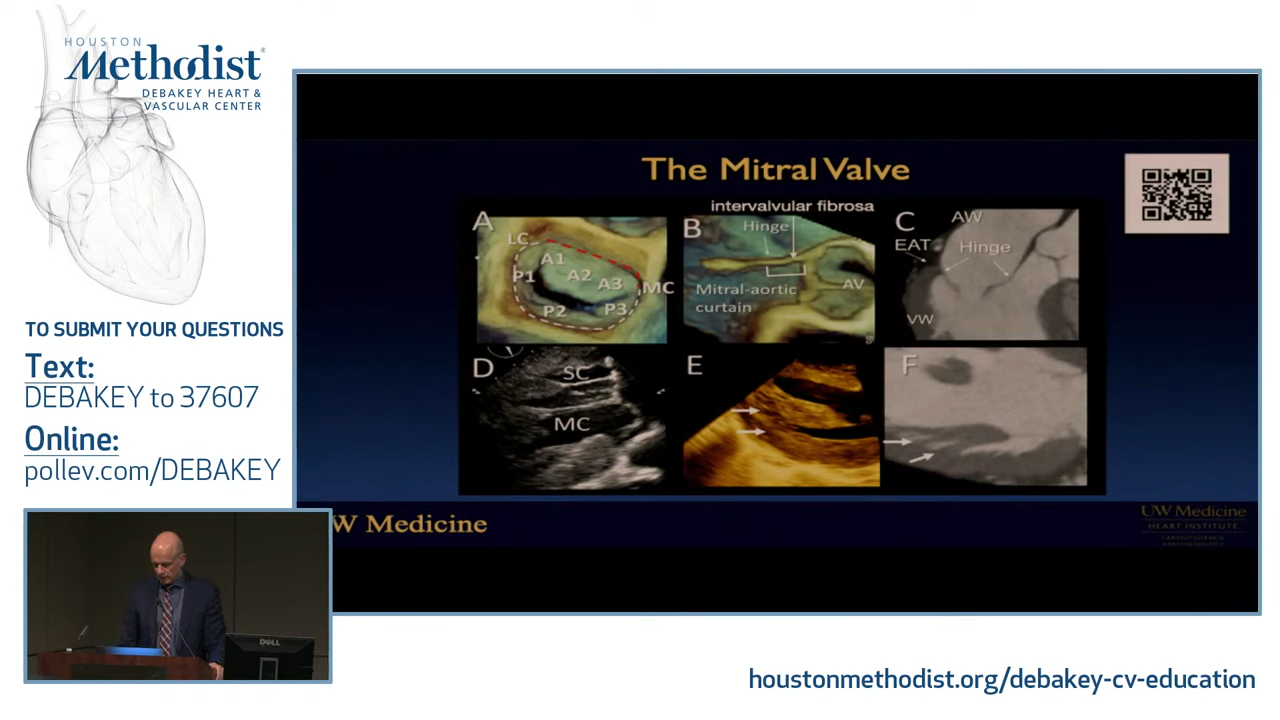 HOUSTON
Methodist®
DEBAKEY HEART &
VASCULAR CENTER
TO SUBMIT YOUR QUESTIONS
Text:
DEBAKEY to 37607
Online:
pollev.com/DEBAKEY
The Mitral Valve
intervalvular fibrosa
A
LC
A1
A2
A3
P1
P2
P3
MC
B
Hinge
Mitral-aortic
curtain
AV
C
AW
EAT
Hinge
VW
D
SC
MC
E
F
W Medicine
UW Medicine
HEART INSTITUTE
DELL
houstonmethodist.org/debakey-cv-education